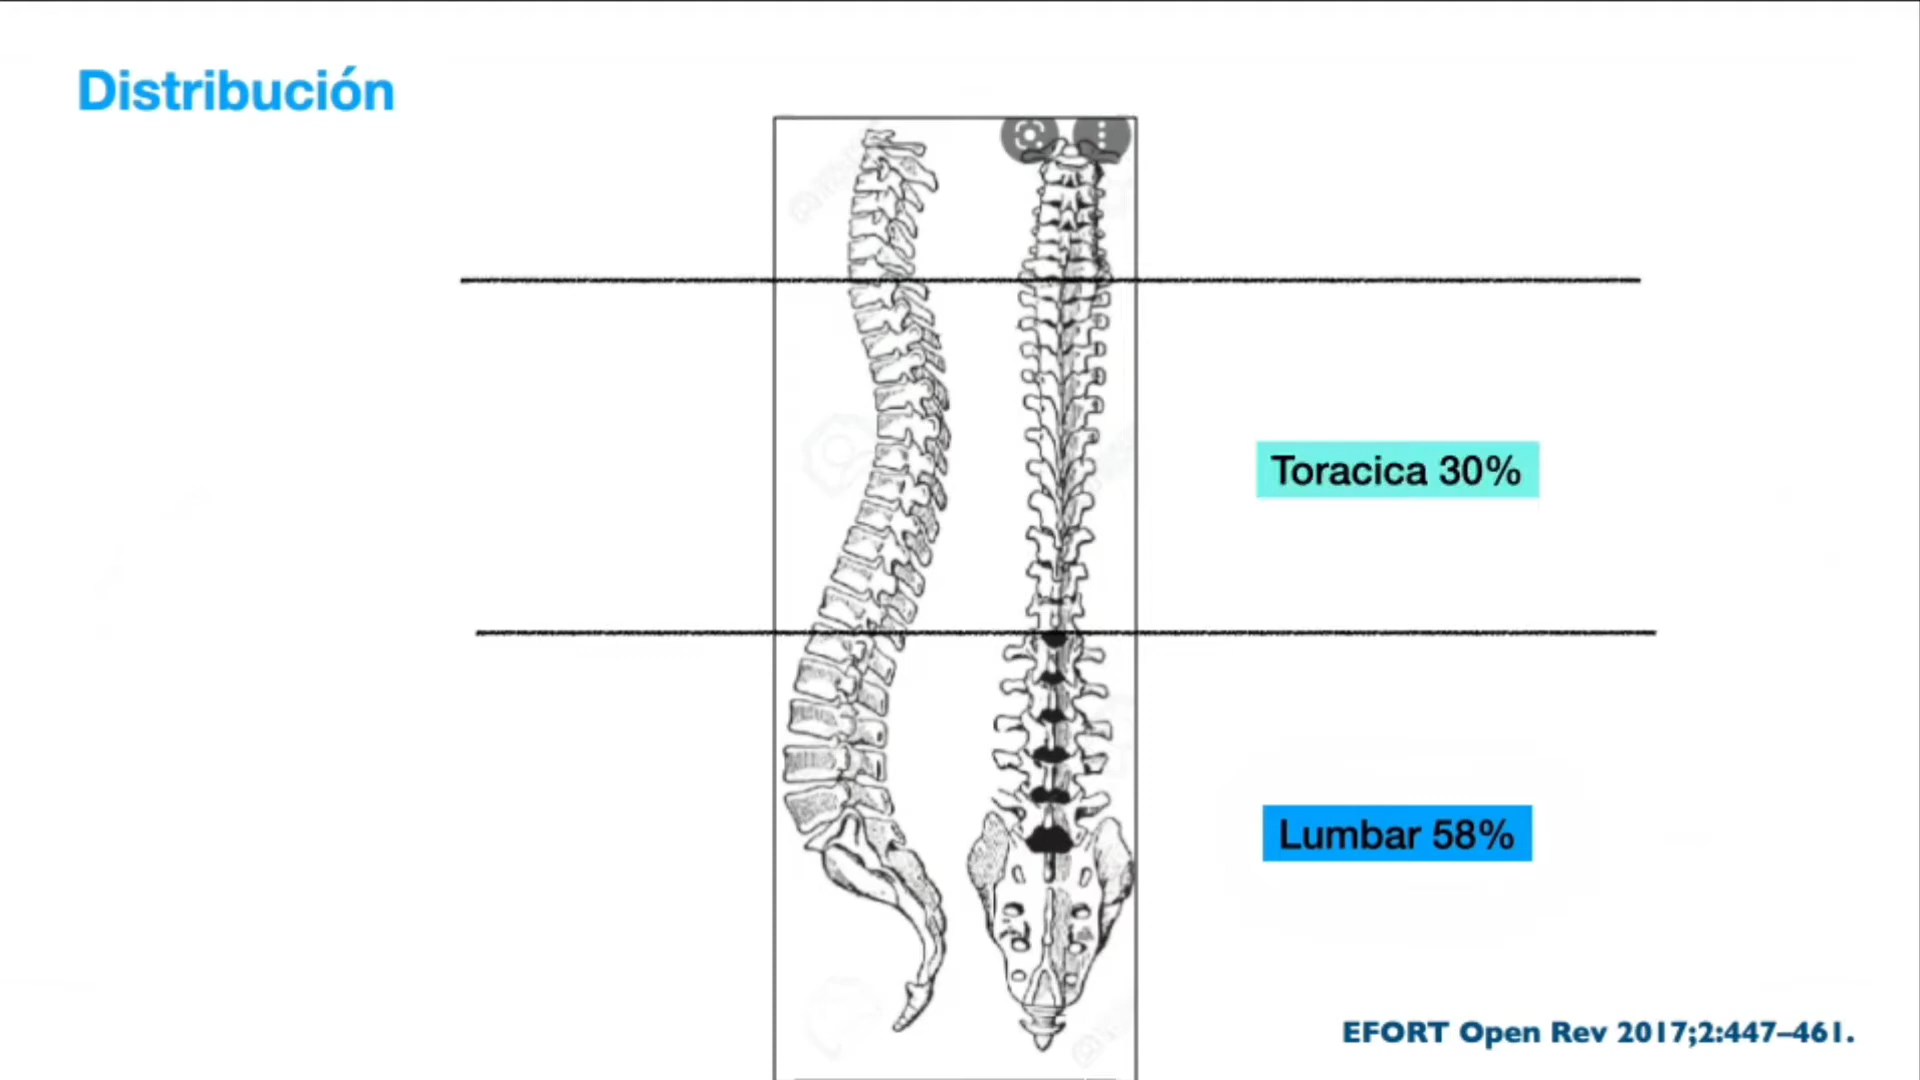 Distribución
Toracica 30%
Lumbar 58%
EFORT Open Rev 2017;2:447–461.